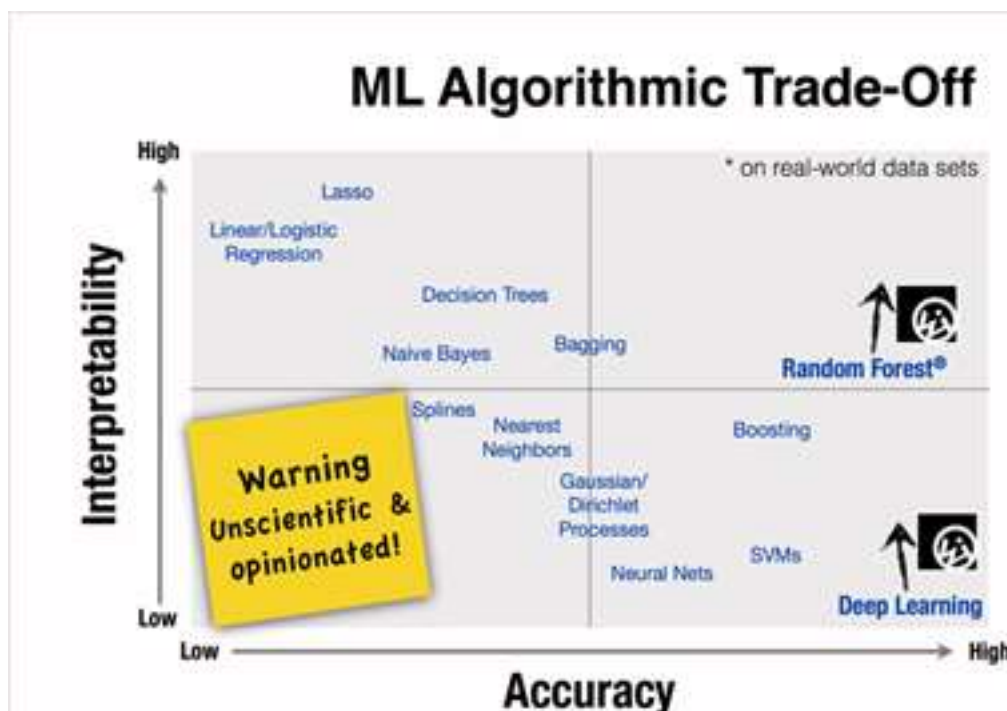 ML Algorithmic Trade-Off
High
* on real-world data sets
Lasso
Linear/Logistic
Regression
Decision Trees
Naive Bayes
Bagging
Random Forest®
Interpretability
Splines
Nearest
Neighbors
Boosting
Warning
Unscientific &
opinionated!
Gaussian/
Dirichlet
Processes
SVMs
Neural Nets
Deep Learning
Low
Low
High
Accuracy